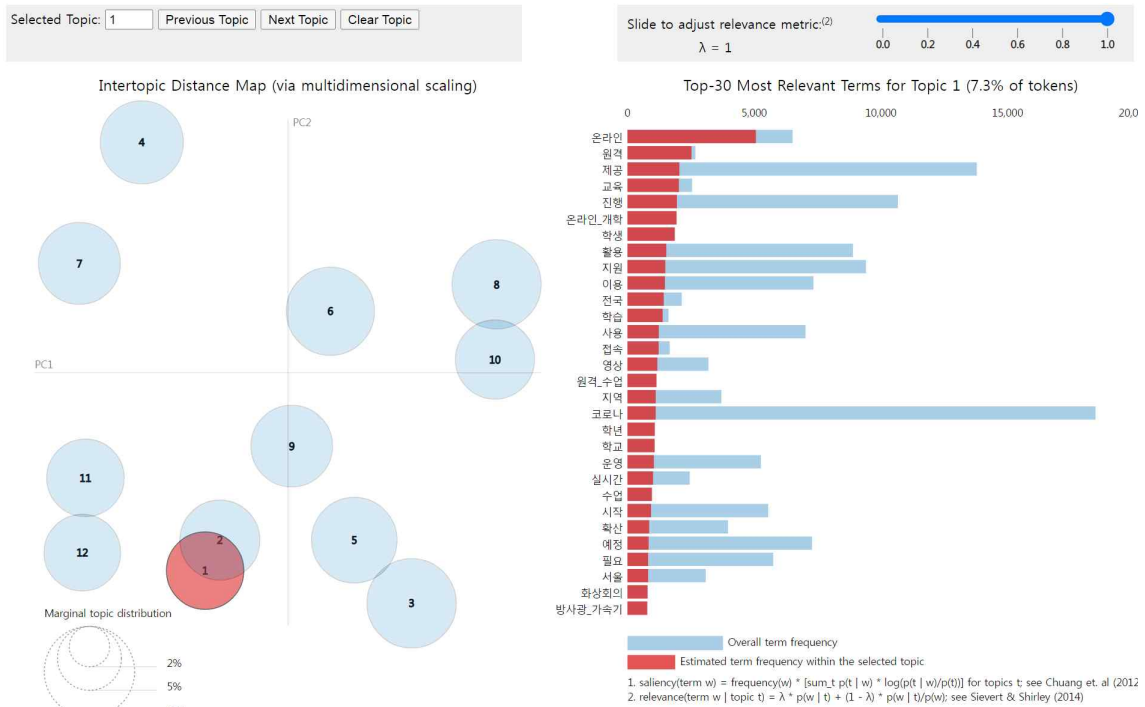 Selected Topic: 1 Previous Topic Next Topic Clear Topic
Slide to adjust relevance metric:(2)
λ = 1
0.0 0.2 0.4 0.6 0.8 1.0
Intertopic Distance Map (via multidimensional scaling)
PC2
PC1
4
7
8
6
10
9
11
2
5
12
1
3
Marginal topic distribution
2%
5%
Top-30 Most Relevant Terms for Topic 1 (7.3% of tokens)
0 5,000 10,000 15,000 20,0
온라인
원격
제공
교육
진행
온라인_개학
학생
활용
지원
이용
전국
학습
사용
접속
영상
원격_수업
지역
코로나
학년
학교
운영
실시간
수업
시작
확산
예정
필요
서울
화상회의
방사광_가속기
Overall term frequency
Estimated term frequency within the selected topic
1. saliency(term w) = frequency(w) * [sum_t p(t | w) * log(p(t | w)/p(t))] for topics t; see Chuang et. al (2012
2. relevance(term w | topic t) = λ * p(w | t) + (1 - λ) * p(w | t)/p(w); see Sievert & Shirley (2014)